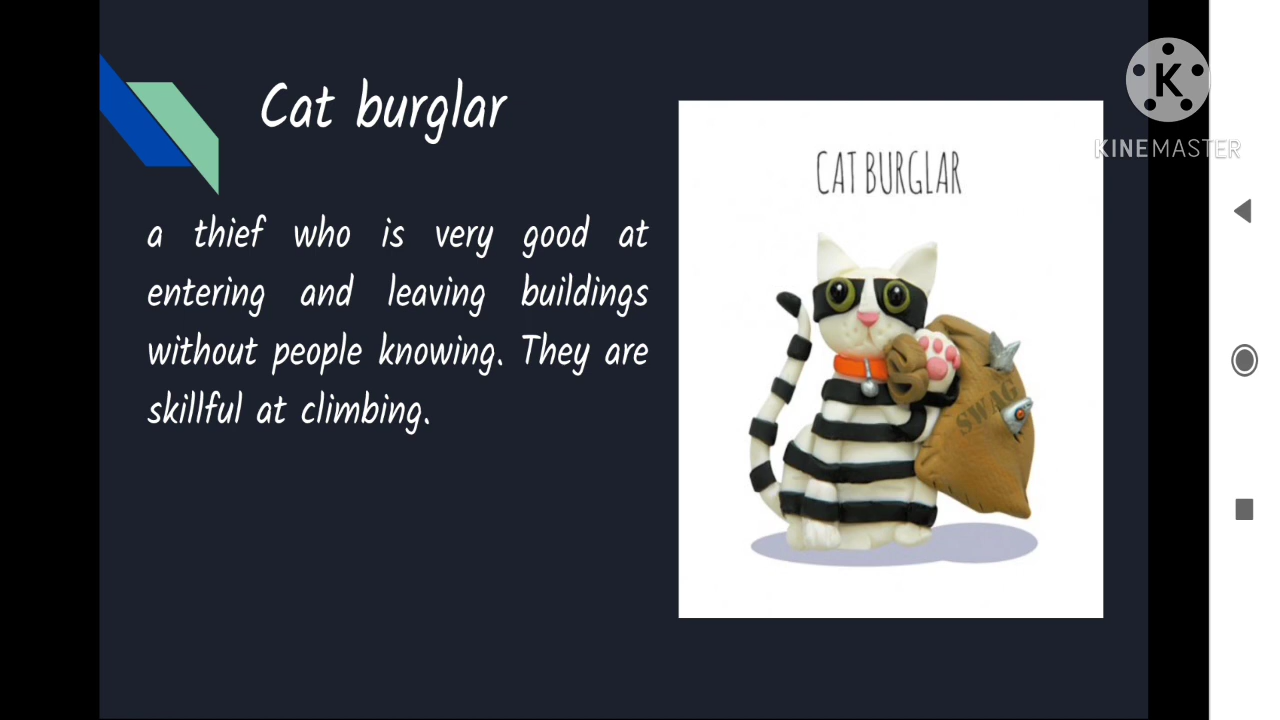 Cat burglar
a thief who is very good at
entering and leaving buildings
without people knowing. They are
skillful at climbing.
CAT BURGLAR
SWAG
K
KINEMASTER